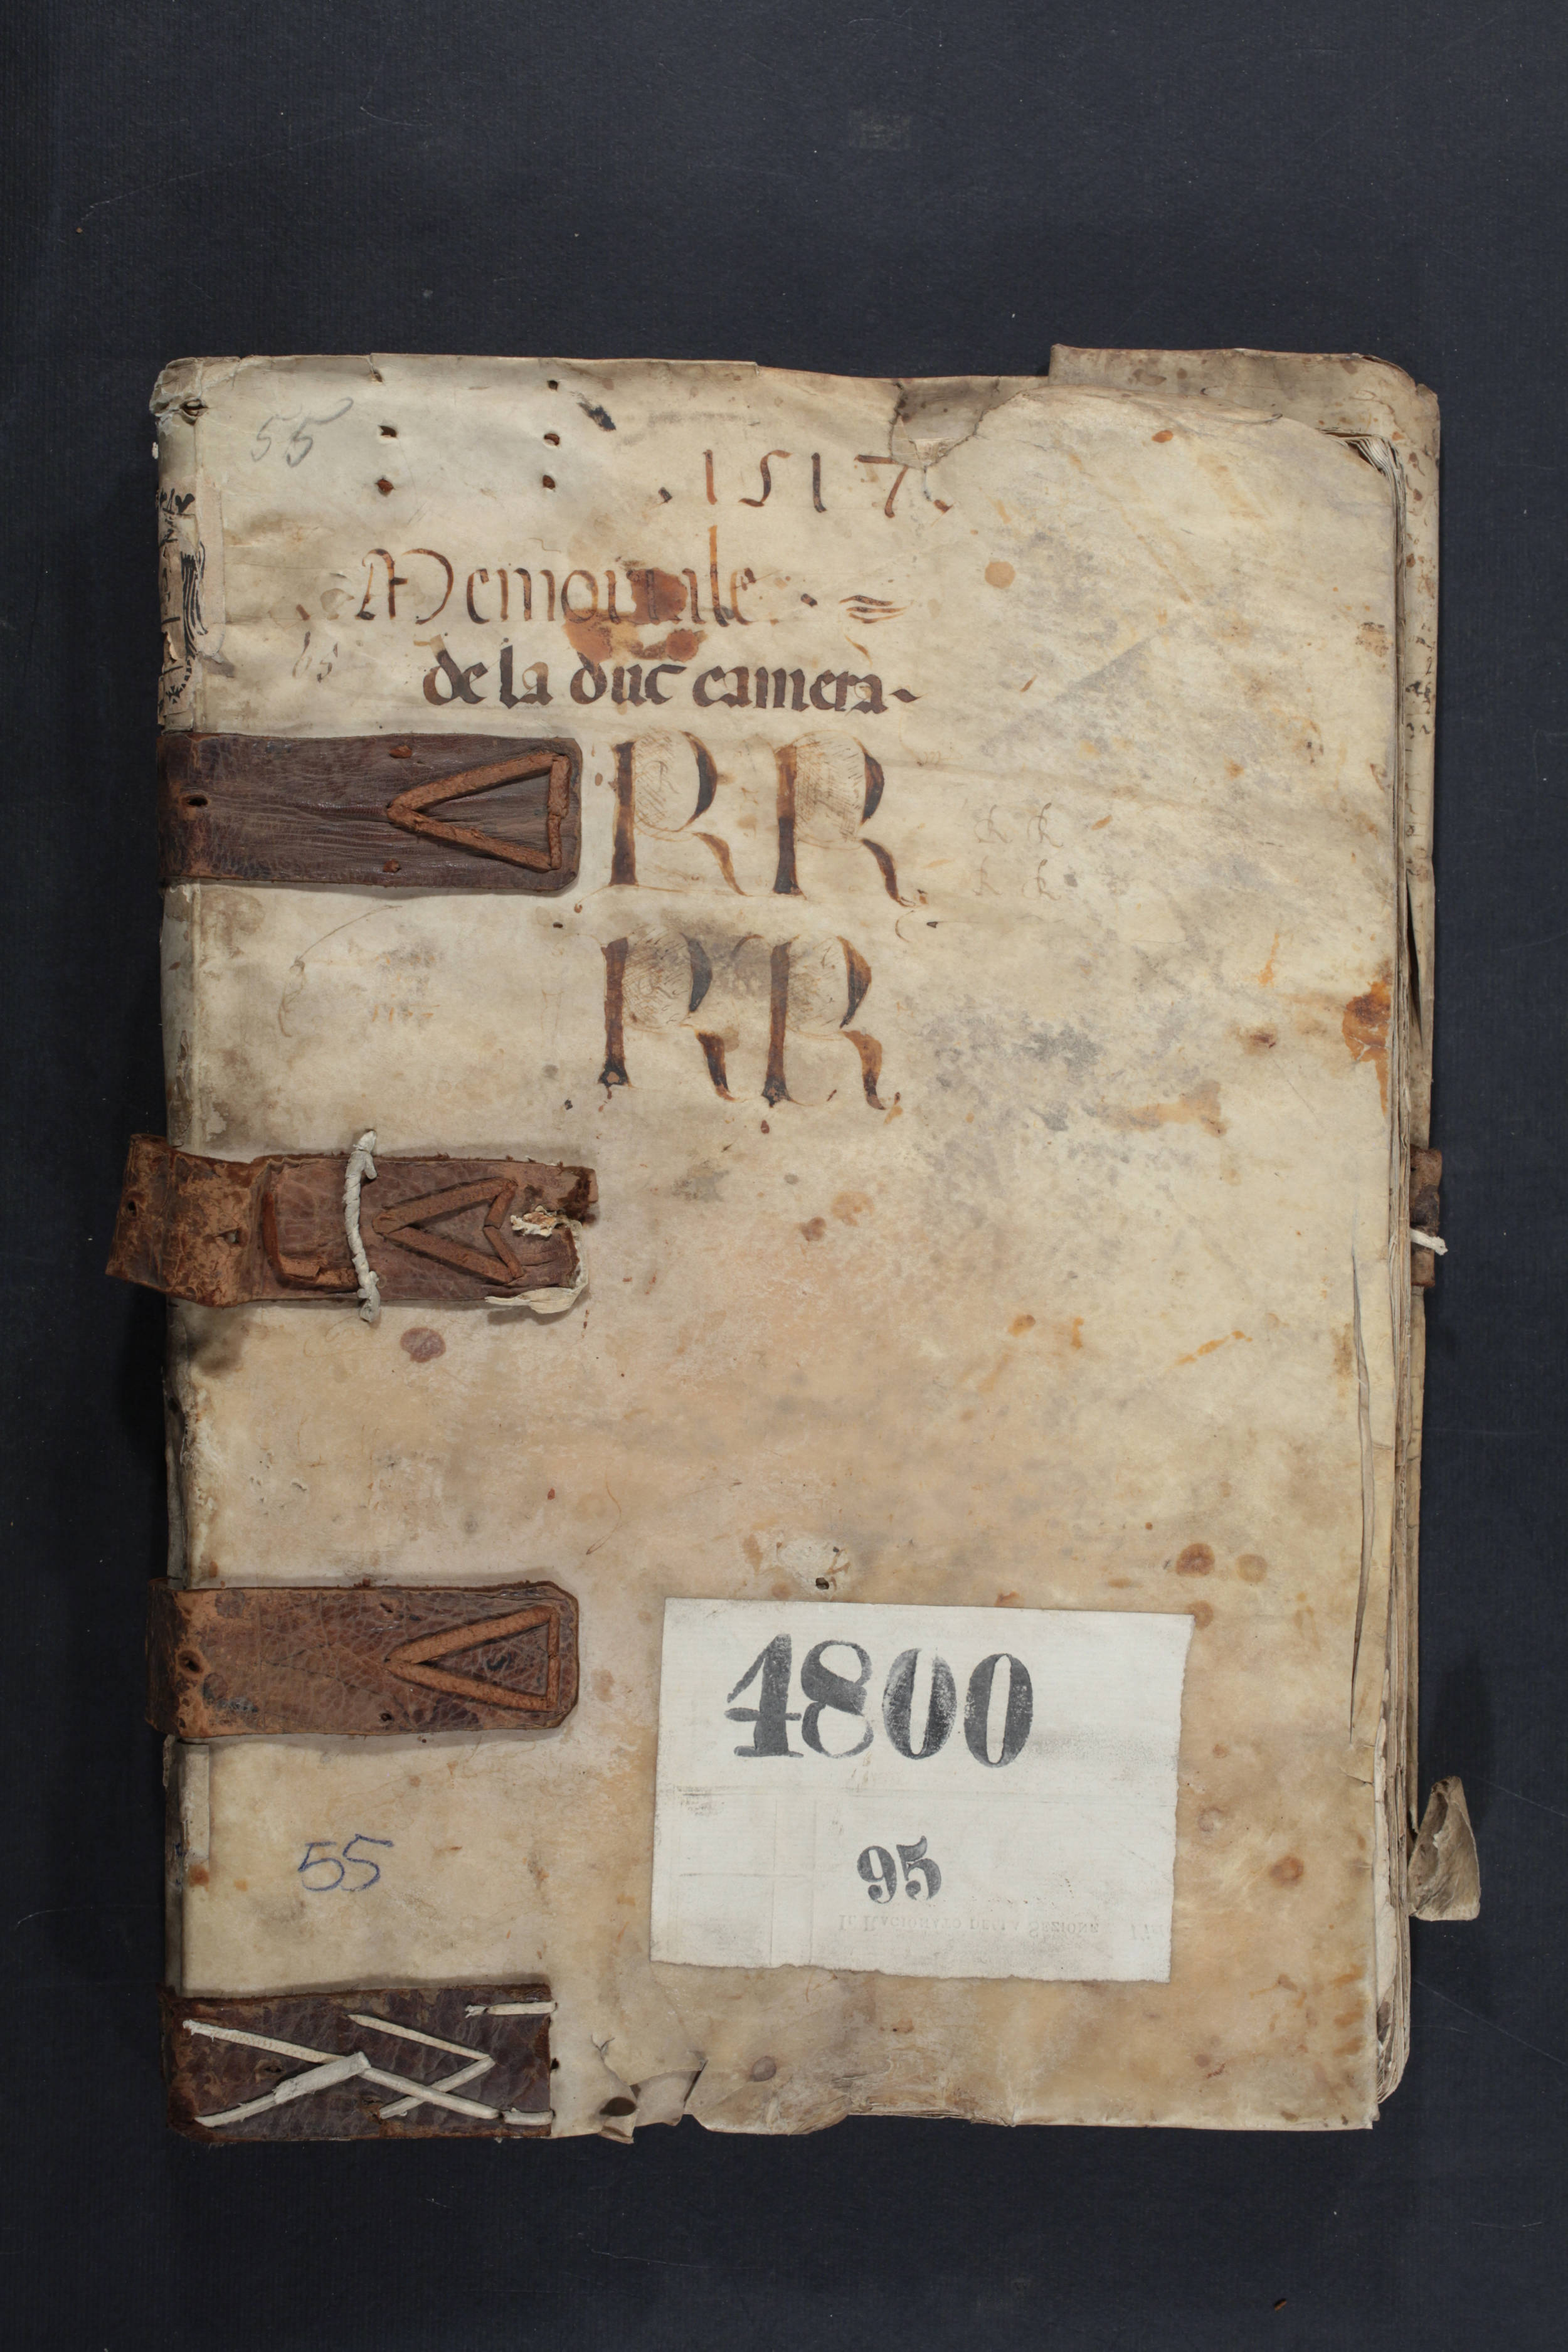 55
.1517.
Memoriale
de la duc camera
RR
RR
4800
95
55